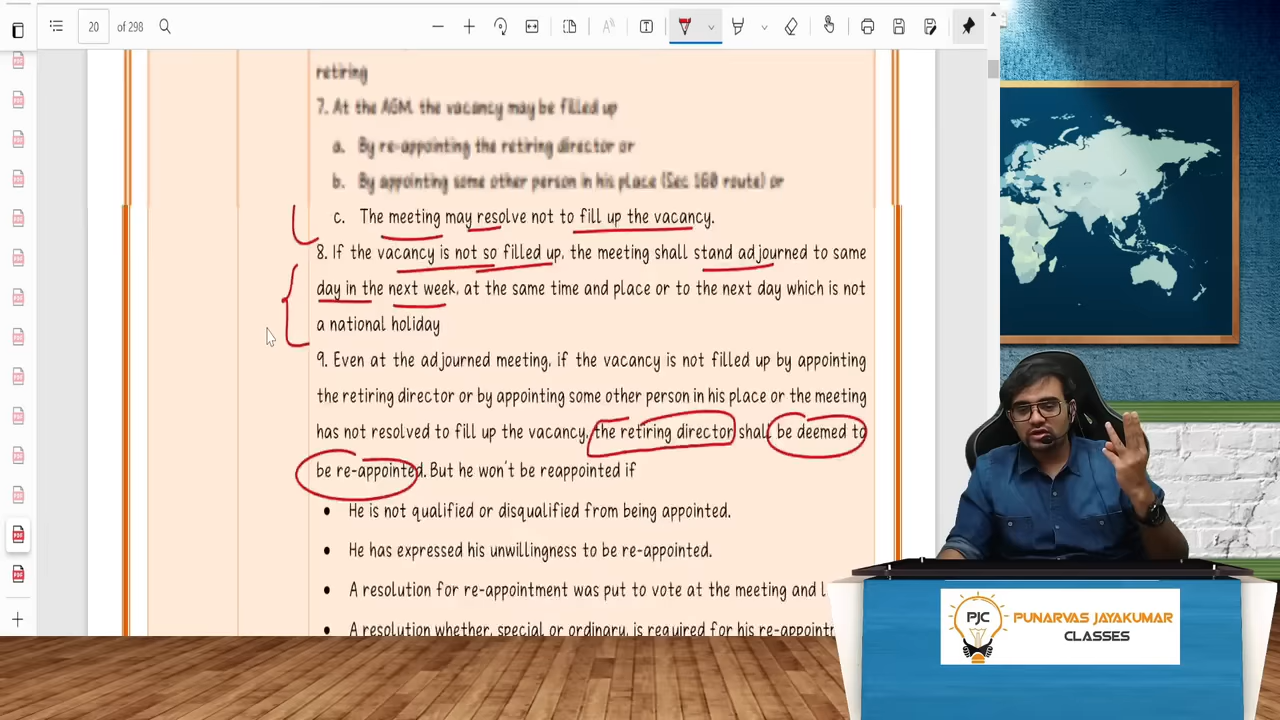 20 of 298
retiring
7. At the AGM, the vacancy may be filled up
a. By re-appointing the retiring director or
b. By appointing some other person in his place (Sec 160 route) or
c. The meeting may resolve not to fill up the vacancy.
8. If the vacancy is not so filled up, the meeting shall stand adjourned to same
day in the next week, at the same time and place or to the next day which is not
a national holiday
9. Even at the adjourned meeting, if the vacancy is not filled up by appointing
the retiring director or by appointing some other person in his place or the meeting
has not resolved to fill up the vacancy, the retiring director shall be deemed to
be re-appointed. But he won't be reappointed if
• He is not qualified or disqualified from being appointed.
• He has expressed his unwillingness to be re-appointed.
• A resolution for re-appointment was put to vote at the meeting and
• A resolution whether, special or ordinary, is required for his
PJC PUNARVAS JAYAKUMAR
CLASSES